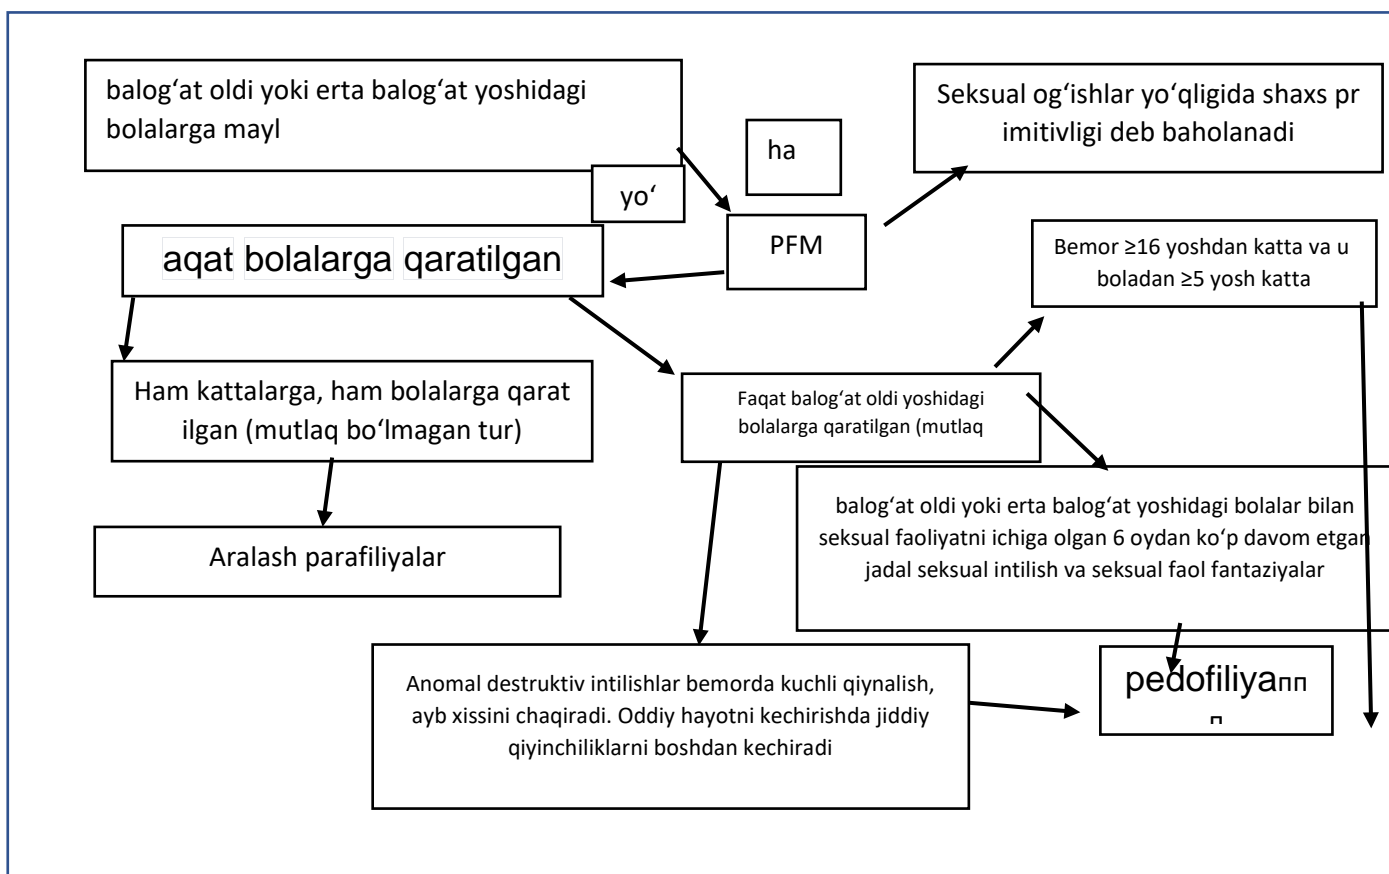 balog‘at oldi yoki erta balog‘at yoshidagi
bolalarga mayl
ha
Seksual og‘ishlar yo‘qligida shaxs pr
imitivligi deb baholanadi
yo‘
PFM
aqat bolalarga qaratilgan
Bemor ≥16 yoshdan katta va u
boladan ≥5 yosh katta
Ham kattalarga, ham bolalarga qarat
ilgan (mutlaq bo‘lmagan tur)
Faqat balog‘at oldi yoshidagi
bolalarga qaratilgan (mutlaq
Aralash parafiliyalar
balog‘at oldi yoki erta balog‘at yoshidagi bolalar bilan
seksual faoliyatni ichiga olgan 6 oydan ko‘p davom etgan
jadal seksual intilish va seksual faol fantaziyalar
Anomal destruktiv intilishlar bemorda kuchli qiynalish,
ayb xissini chaqiradi. Oddiy hayotni kechirishda jiddiy
qiyinchiliklarni boshdan kechiradi
pedofiliyaпп
п